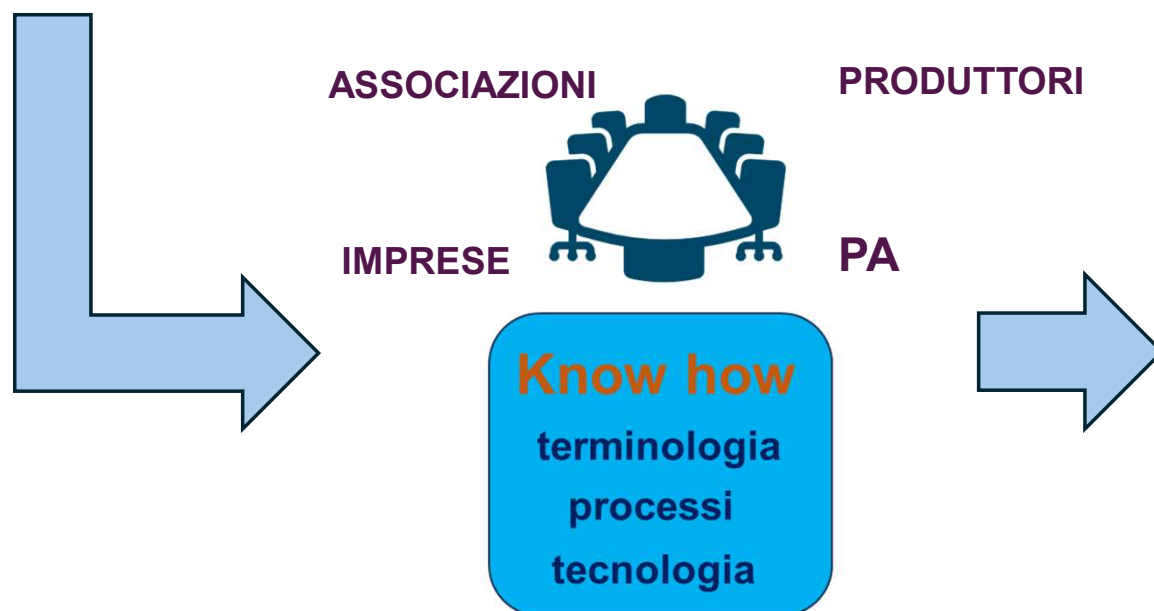 ASSOCIAZIONI
PRODUTTORI
IMPRESE
PA
Know how
terminologia
processi
tecnologia